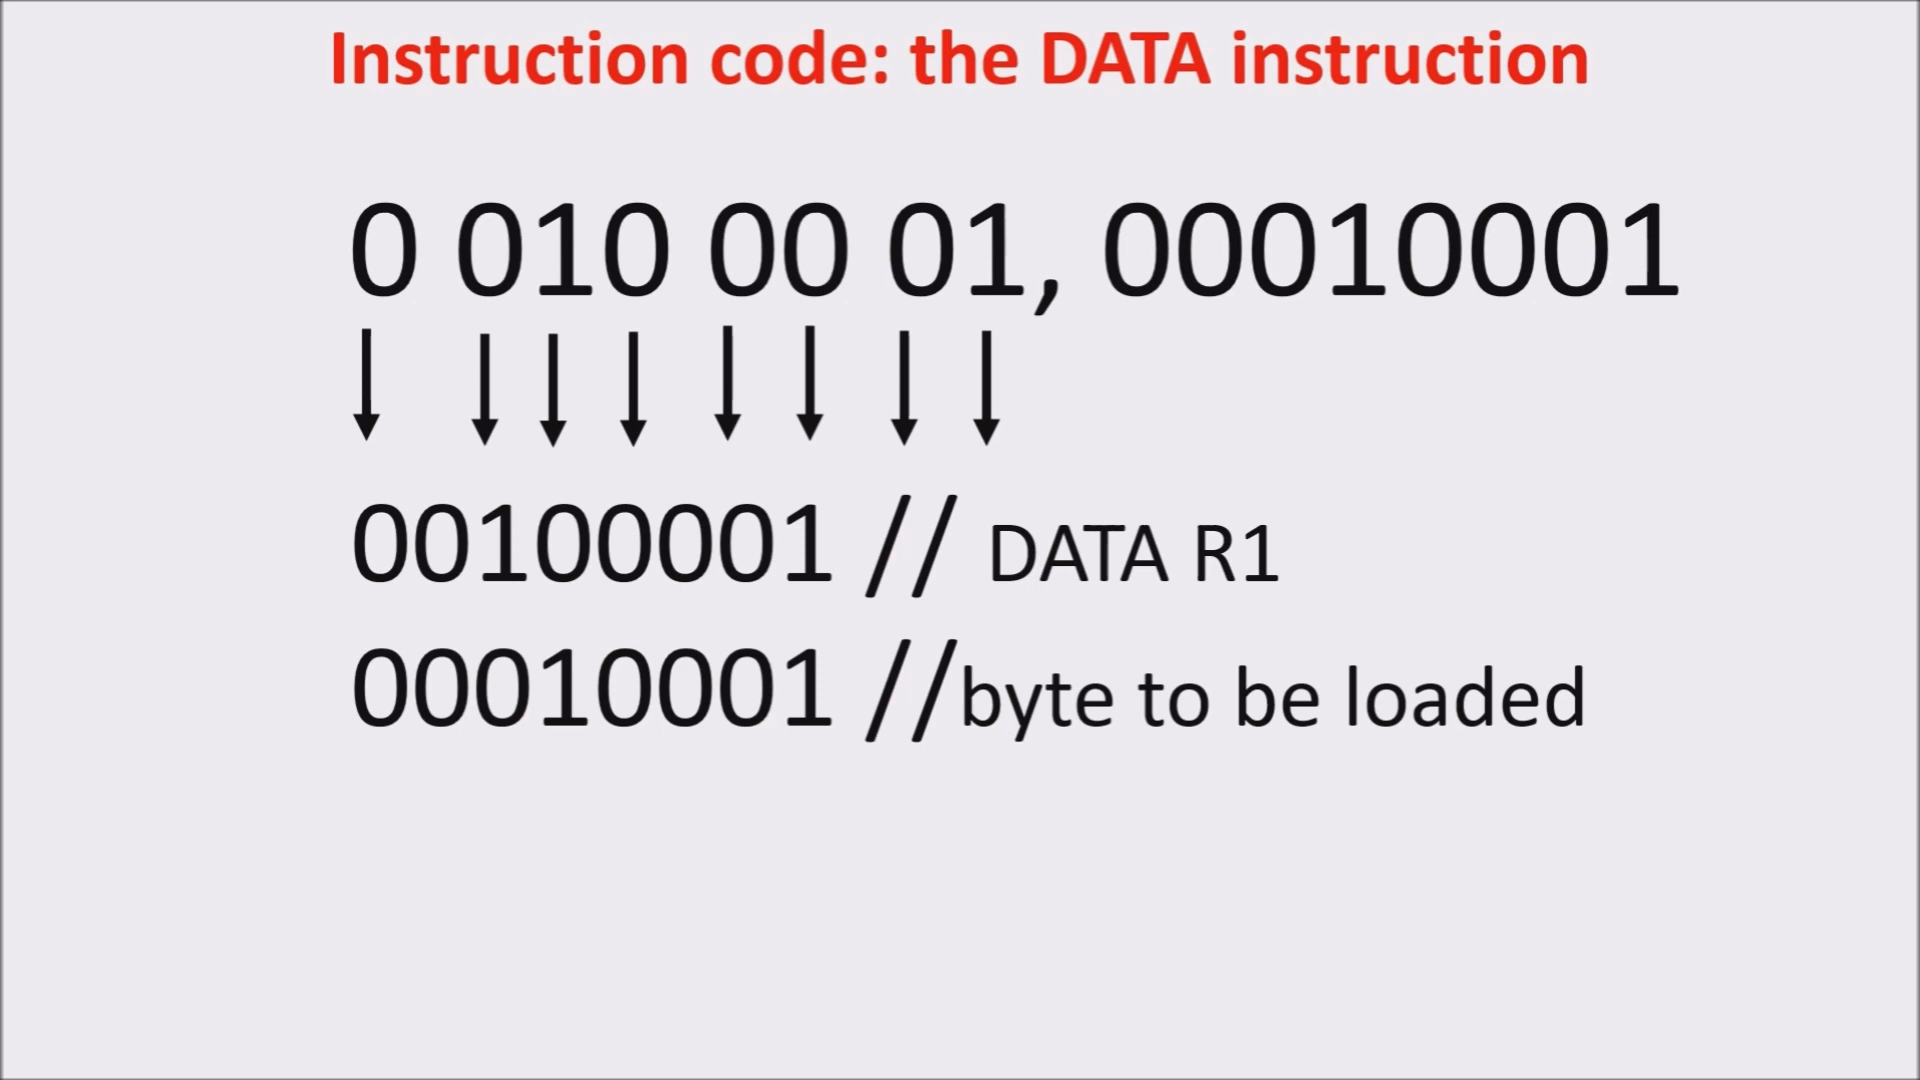 Instruction code: the DATA instruction
0 010 00 01, 00010001
00100001 // DATA R1
00010001 //byte to be loaded